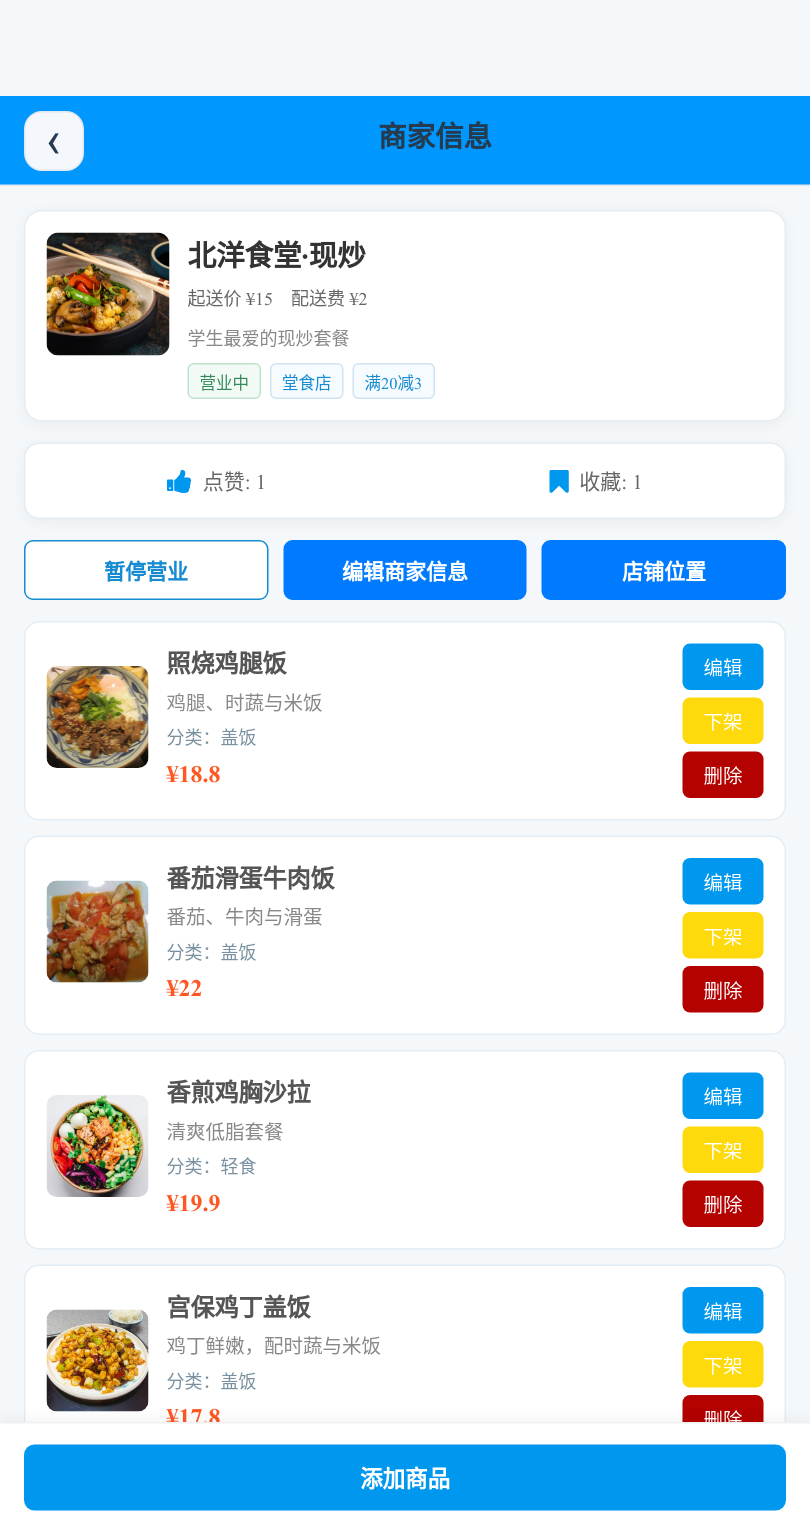 商家信息
北洋食堂·现炒
起送价 ¥15 配送费 ¥2
学生最爱的现炒套餐
营业中 堂食店 满20减3
点赞: 1 收藏: 1
暂停营业 编辑商家信息 店铺位置
照烧鸡腿饭
鸡腿、时蔬与米饭
分类：盖饭
¥18.8
编辑
下架
删除
番茄滑蛋牛肉饭
番茄、牛肉与滑蛋
分类：盖饭
¥22
编辑
下架
删除
香煎鸡胸沙拉
清爽低脂套餐
分类：轻食
¥19.9
编辑
下架
删除
宫保鸡丁盖饭
鸡丁鲜嫩，配时蔬与米饭
分类：盖饭
¥17.8
编辑
下架
删除
添加商品